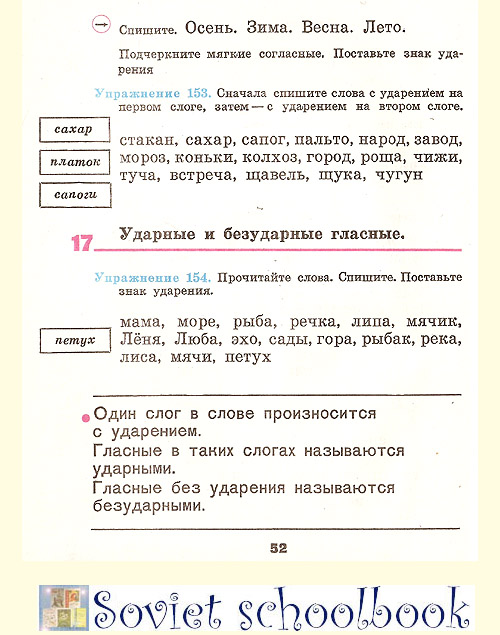 Спишите. Осень. Зима. Весна. Лето.
Подчеркните мягкие согласные. Поставьте знак уда-
рения
Упражнение 153. Сначала спишите слова с ударением на
первом слоге, затем — с ударением на втором слоге.
сахар
платок
сапоги
стакан, сахар, сапог, пальто, народ, завод,
мороз, коньки, колхоз, город, роща, чижи,
туча, встреча, щавель, щука, чугун
17 Ударные и безударные гласные.
Упражнение 154. Прочитайте слова. Спишите. Поставьте
знак ударения.
петух
мама, море, рыба, речка, липа, мячик,
Лёня, Люба, эхо, сады, гора, рыбак, река,
лиса, мячи, петух
Один слог в слове произносится
с ударением.
Гласные в таких слогах называются
ударными.
Гласные без ударения называются
безударными.
52
Soviet schoolbook